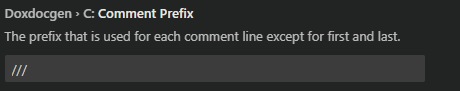 Doxdocgen › C: Comment Prefix
The prefix that is used for each comment line except for first and last.
///